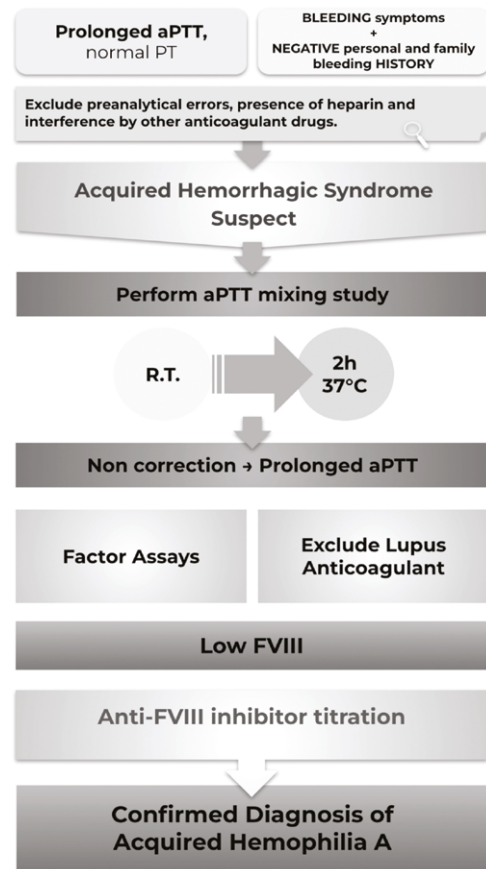 Prolonged aPTT,
normal PT
BLEEDING symptoms
+
NEGATIVE personal and family
bleeding HISTORY
Exclude preanalytical errors, presence of heparin and
interference by other anticoagulant drugs.
Acquired Hemorrhagic Syndrome
Suspect
Perform aPTT mixing study
R.T.
2h
37°C
Non correction → Prolonged aPTT
Factor Assays
Exclude Lupus
Anticoagulant
Low FVIII
Anti-FVIII inhibitor titration
Confirmed Diagnosis of
Acquired Hemophilia A